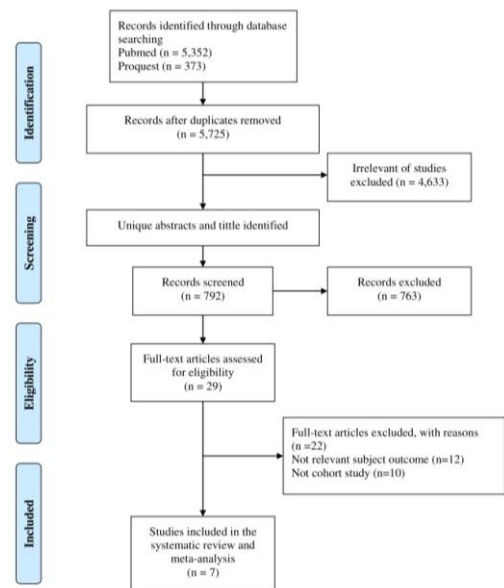 Identification
Records identified through database
searching
Pubmed (n = 5,352)
Proquest (n = 373)
Records after duplicates removed
(n = 5,725)
Irrelevant of studies
excluded (n = 4,633)
Screening
Unique abstracts and tittle identified
Records screened
(n = 792)
Records excluded
(n = 763)
Eligibility
Full-text articles assessed
for eligibility
(n = 29)
Full-text articles excluded, with reasons
(n =22)
Not relevant subject outcome (n=12)
Not cohort study (n=10)
Included
Studies included in the
systematic review and
meta-analysis
(n = 7)